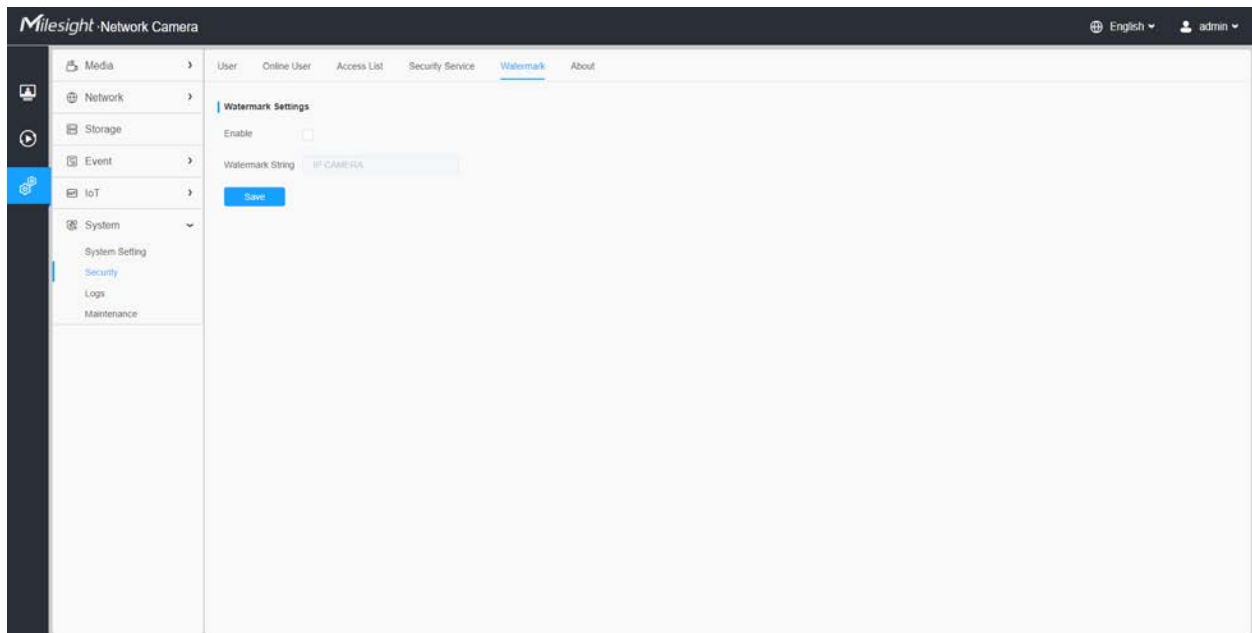 Milesight Network Camera
English
admin
Media
Network
Storage
Event
IoT
System
System Setting
Security
Logs
Maintenance
User Online User Access List Security Service Watermark About
Watermark Settings
Enable
Watermark String IP CAMERA
Save